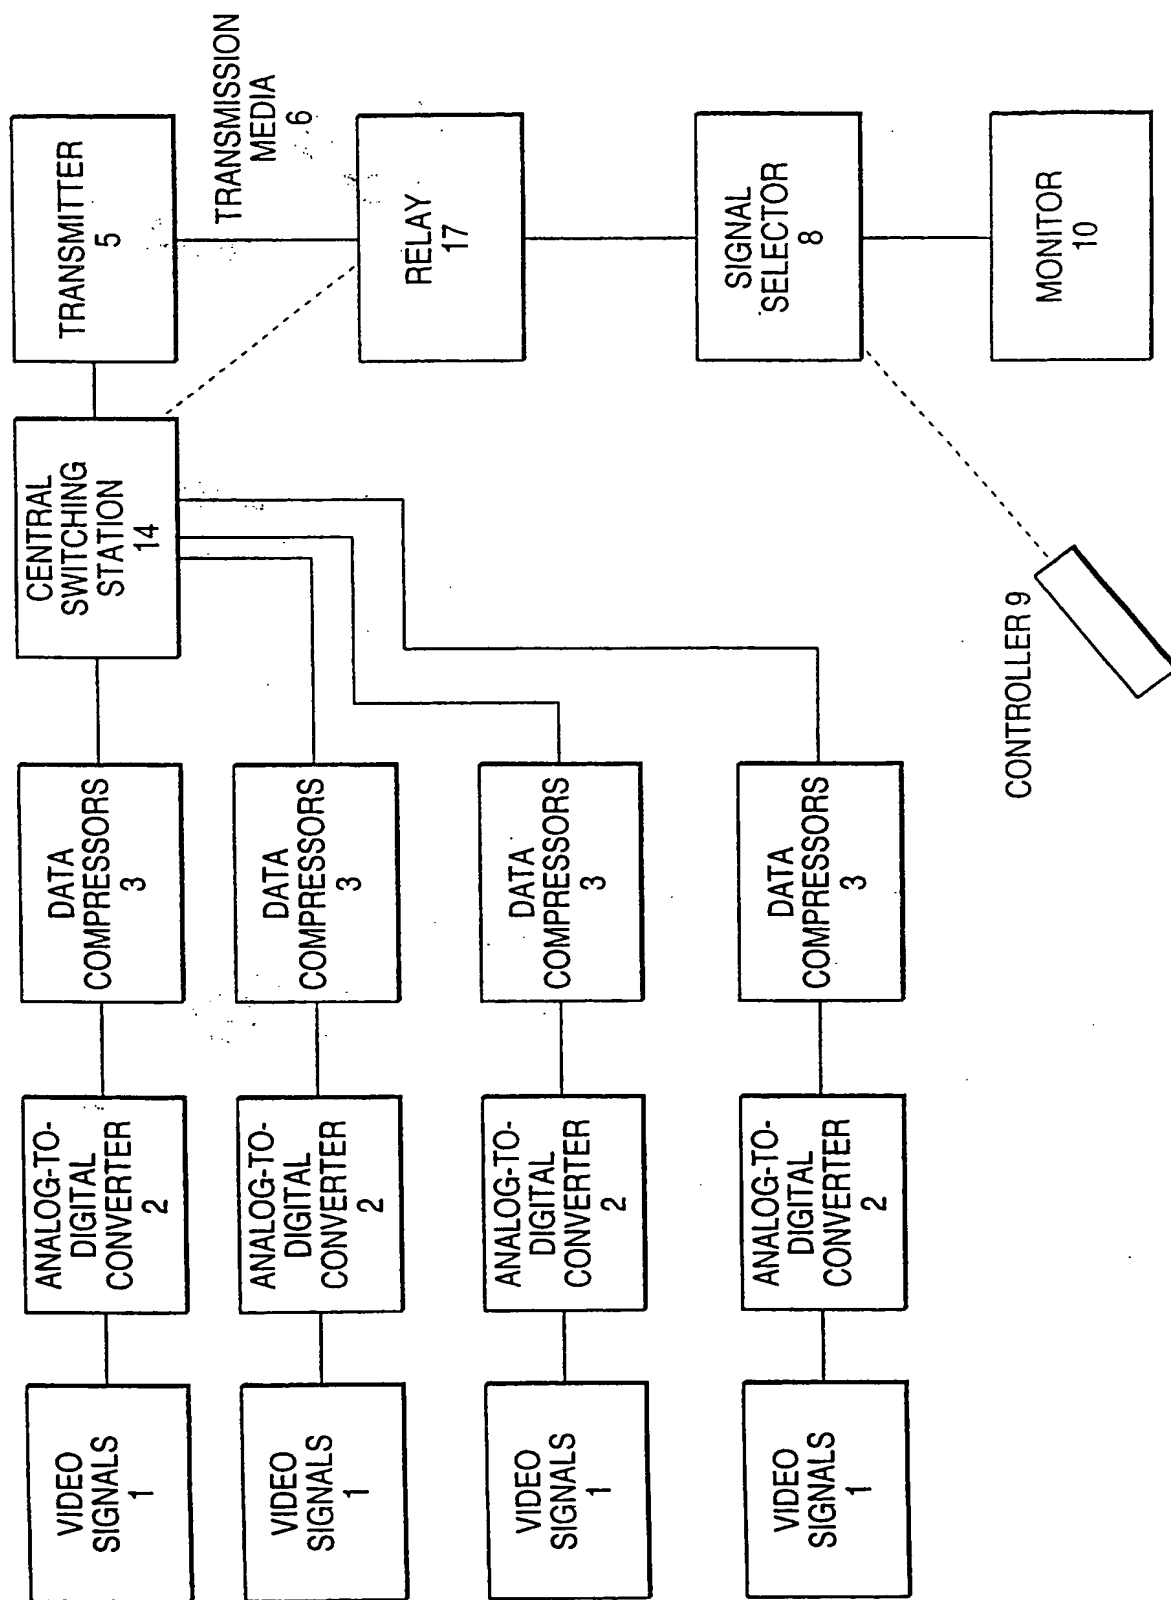 VIDEO
SIGNALS
1
ANALOG-TO-
DIGITAL
CONVERTER
2
DATA
COMPRESSORS
3
CENTRAL
SWITCHING
STATION
14
TRANSMITTER
5
VIDEO
SIGNALS
1
ANALOG-TO-
DIGITAL
CONVERTER
2
DATA
COMPRESSORS
3
TRANSMISSION
MEDIA
6
VIDEO
SIGNALS
1
ANALOG-TO-
DIGITAL
CONVERTER
2
DATA
COMPRESSORS
3
RELAY
17
VIDEO
SIGNALS
1
ANALOG-TO-
DIGITAL
CONVERTER
2
DATA
COMPRESSORS
3
SIGNAL
SELECTOR
8
CONTROLLER 9
MONITOR
10